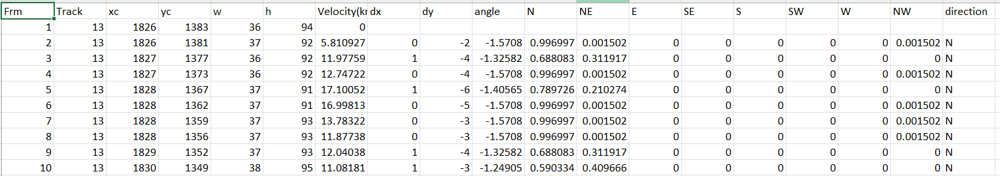 Frm Track xc yc w h Velocity(kr dx dy angle N NE E SE S SW W NW direction
1 13 1826 1383 36 94 0
2 13 1826 1381 37 92 5.810927 0 -2 -1.5708 0.996997 0.001502 0 0 0 0 0 0.001502 N
3 13 1827 1377 36 92 11.97759 1 -4 -1.32582 0.688083 0.311917 0 0 0 0 0 0 N
4 13 1827 1373 36 92 12.74722 0 -4 -1.5708 0.996997 0.001502 0 0 0 0 0 0.001502 N
5 13 1828 1367 37 91 17.10052 1 -6 -1.40565 0.789726 0.210274 0 0 0 0 0 0 N
6 13 1828 1362 37 91 16.99813 0 -5 -1.5708 0.996997 0.001502 0 0 0 0 0 0.001502 N
7 13 1828 1359 37 93 13.78322 0 -3 -1.5708 0.996997 0.001502 0 0 0 0 0 0.001502 N
8 13 1828 1356 37 93 11.87738 0 -3 -1.5708 0.996997 0.001502 0 0 0 0 0 0.001502 N
9 13 1829 1352 37 93 12.04038 1 -4 -1.32582 0.688083 0.311917 0 0 0 0 0 0 N
10 13 1830 1349 38 95 11.08181 1 -3 -1.24905 0.590334 0.409666 0 0 0 0 0 0 N